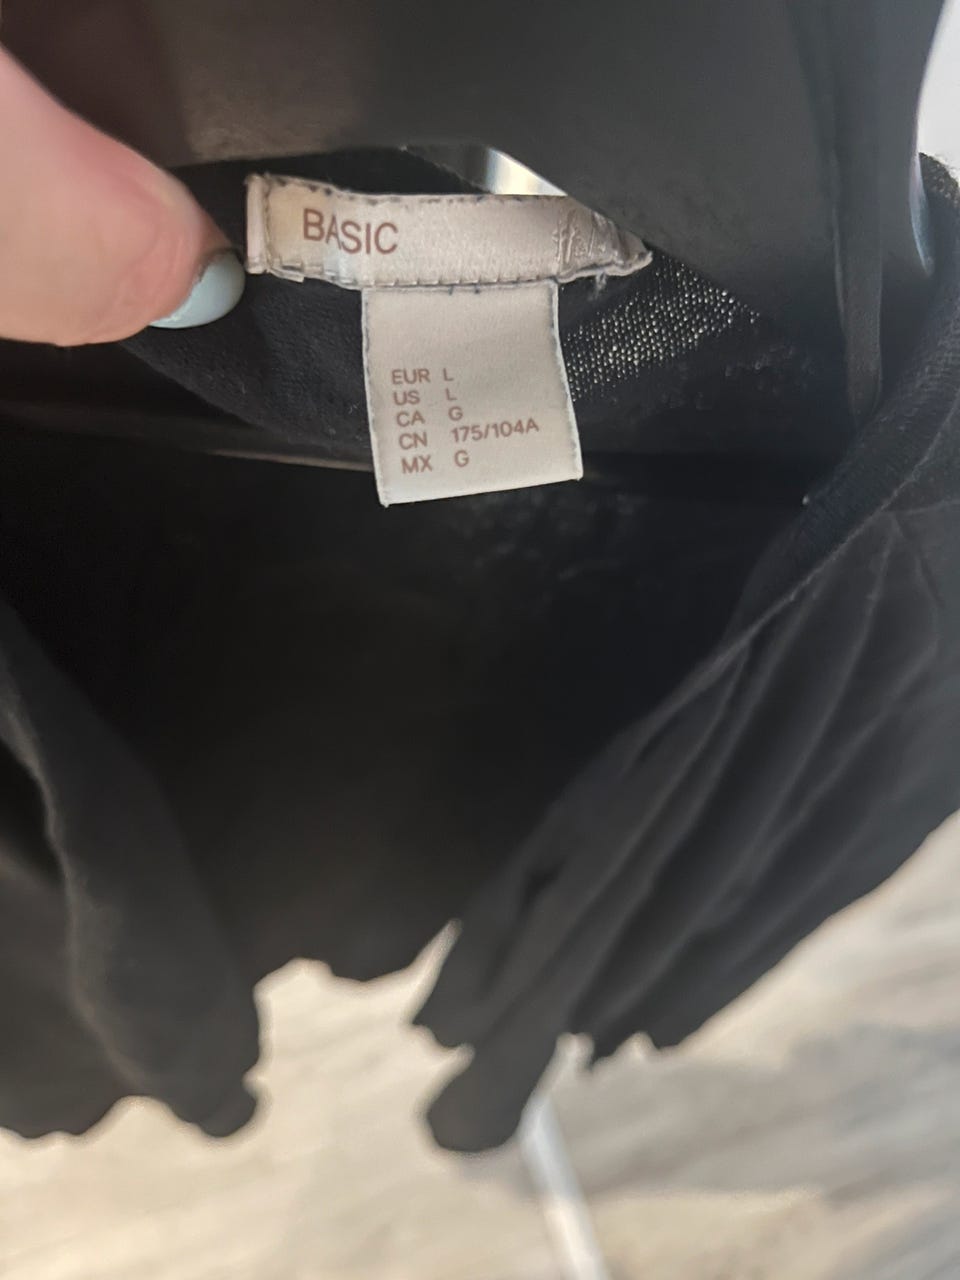 BASIC
EUR L
US L
CA G
CN 175/104A
MX G